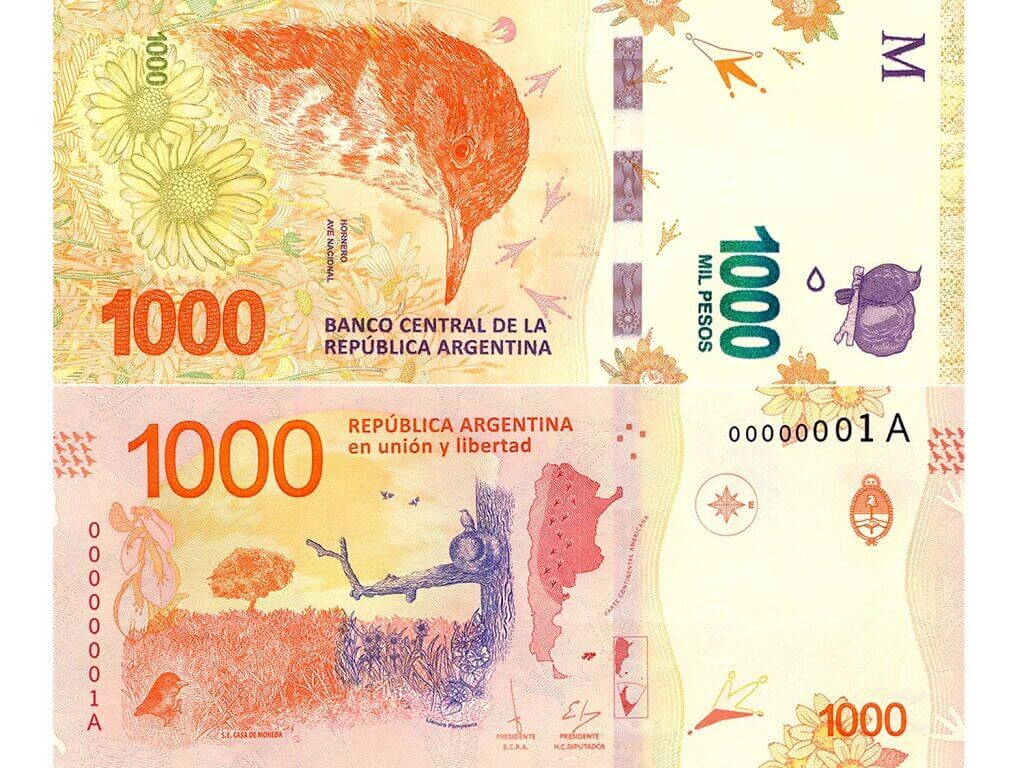 1000
M
HORNERO
AVE NACIONAL
1000
BANCO CENTRAL DE LA
REPÚBLICA ARGENTINA
1000
MIL PESOS
1000
REPÚBLICA ARGENTINA
en unión y libertad
00000001 A
00000001A
E
PARTE CONTINENTAL AMERICANA
Llanura Pampeana
S.E. CASA DE MONEDA
PRESIDENTE
B.C.R.A.
PRESIDENTE
H.C.DIPUTADOS
1000